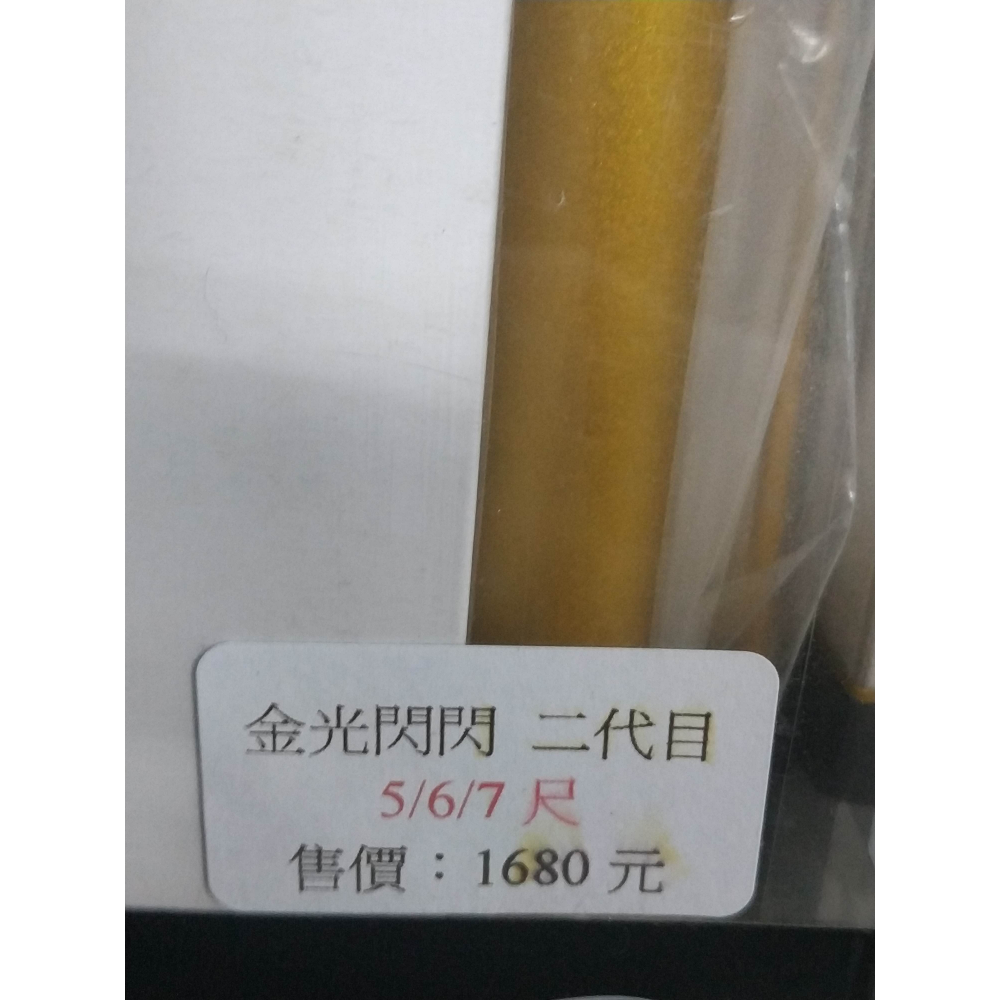 金光閃閃 二代目
5/6/7 尺
售價：1680 元